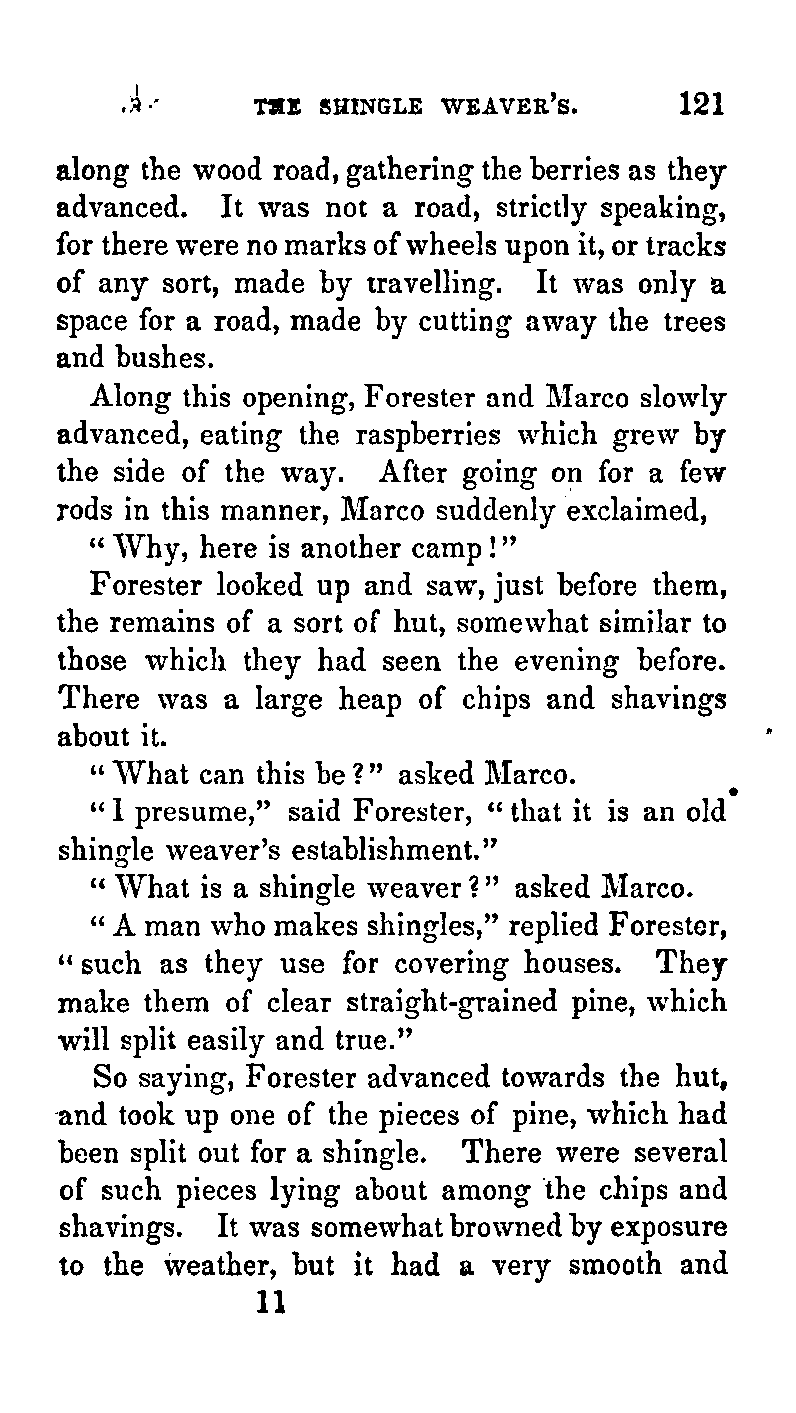 THE SHINGLE WEAVER'S. 121
along the wood road, gathering the berries as they
advanced. It was not a road, strictly speaking,
for there were no marks of wheels upon it, or tracks
of any sort, made by travelling. It was only a
space for a road, made by cutting away the trees
and bushes.
Along this opening, Forester and Marco slowly
advanced, eating the raspberries which grew by
the side of the way. After going on for a few
rods in this manner, Marco suddenly exclaimed,
"Why, here is another camp!"
Forester looked up and saw, just before them,
the remains of a sort of hut, somewhat similar to
those which they had seen the evening before.
There was a large heap of chips and shavings
about it.
"What can this be?" asked Marco.
"I presume," said Forester, "that it is an old
shingle weaver's establishment."
"What is a shingle weaver?" asked Marco.
"A man who makes shingles," replied Forester,
"such as they use for covering houses. They
make them of clear straight-grained pine, which
will split easily and true."
So saying, Forester advanced towards the hut,
and took up one of the pieces of pine, which had
been split out for a shingle. There were several
of such pieces lying about among the chips and
shavings. It was somewhat browned by exposure
to the weather, but it had a very smooth and
11